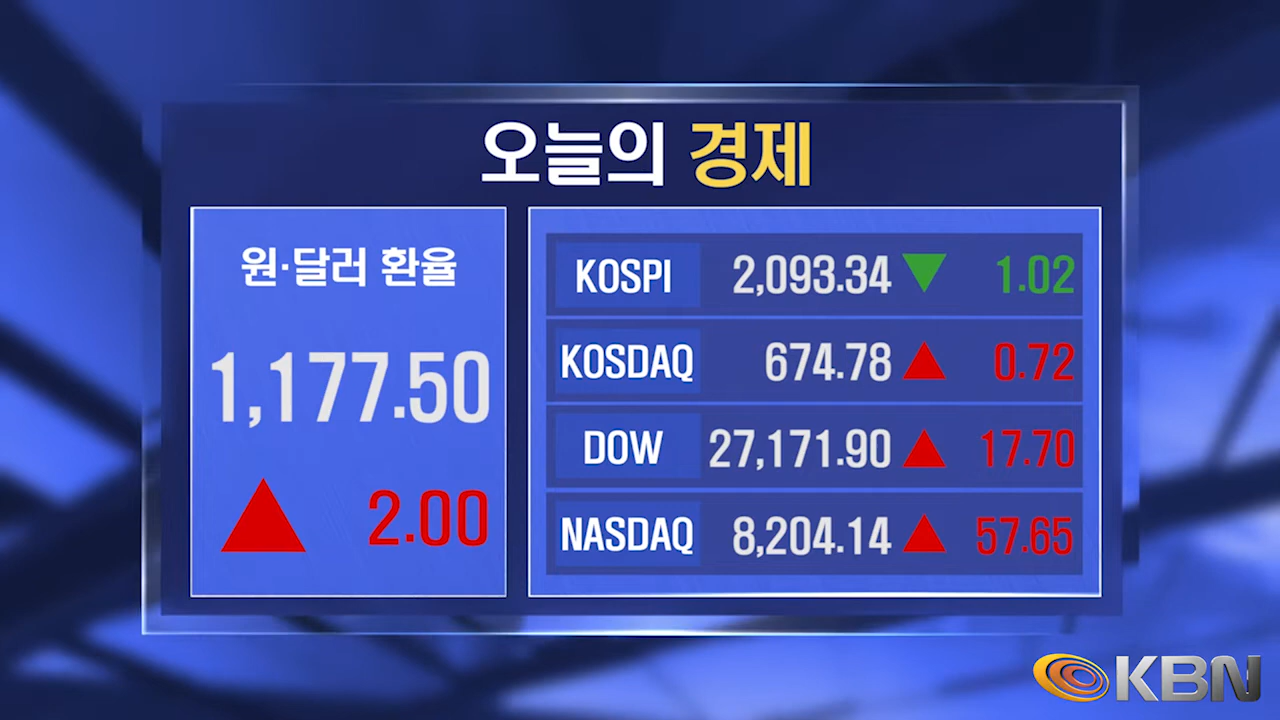 오늘의 경제
원·달러 환율
1,177.50
▲ 2.00
KOSPI 2,093.34 ▼ 1.02
KOSDAQ 674.78 ▲ 0.72
DOW 27,171.90 ▲ 17.70
NASDAQ 8,204.14 ▲ 57.65
KBN